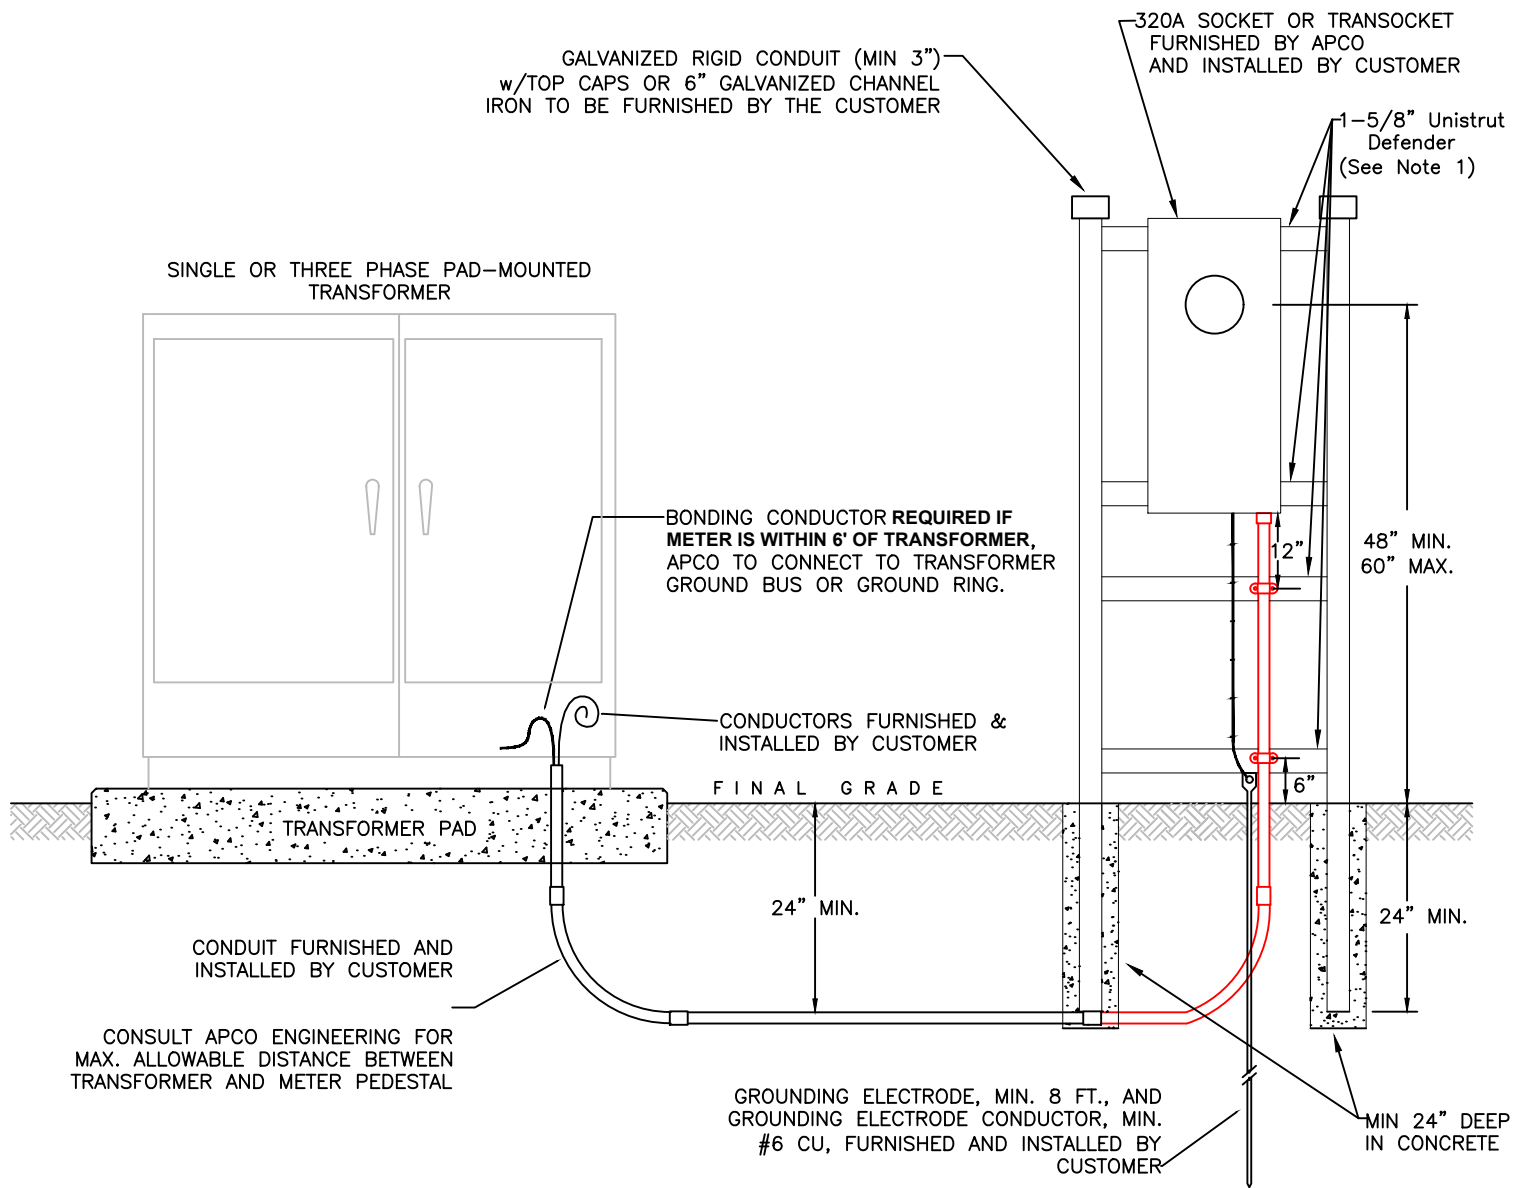 320A SOCKET OR TRANSOCKET
FURNISHED BY APCO
AND INSTALLED BY CUSTOMER
GALVANIZED RIGID CONDUIT (MIN 3")
w/TOP CAPS OR 6" GALVANIZED CHANNEL
IRON TO BE FURNISHED BY THE CUSTOMER
1-5/8" Unistrut
Defender
(See Note 1)
SINGLE OR THREE PHASE PAD-MOUNTED
TRANSFORMER
BONDING CONDUCTOR REQUIRED IF
METER IS WITHIN 6' OF TRANSFORMER,
APCO TO CONNECT TO TRANSFORMER
GROUND BUS OR GROUND RING.
12"
48" MIN.
60" MAX.
CONDUCTORS FURNISHED &
INSTALLED BY CUSTOMER
FINAL GRADE
6"
TRANSFORMER PAD
24" MIN.
24" MIN.
CONDUIT FURNISHED AND
INSTALLED BY CUSTOMER
CONSULT APCO ENGINEERING FOR
MAX. ALLOWABLE DISTANCE BETWEEN
TRANSFORMER AND METER PEDESTAL
GROUNDING ELECTRODE, MIN. 8 FT., AND
GROUNDING ELECTRODE CONDUCTOR, MIN.
#6 CU, FURNISHED AND INSTALLED BY
CUSTOMER
MIN 24" DEEP
IN CONCRETE